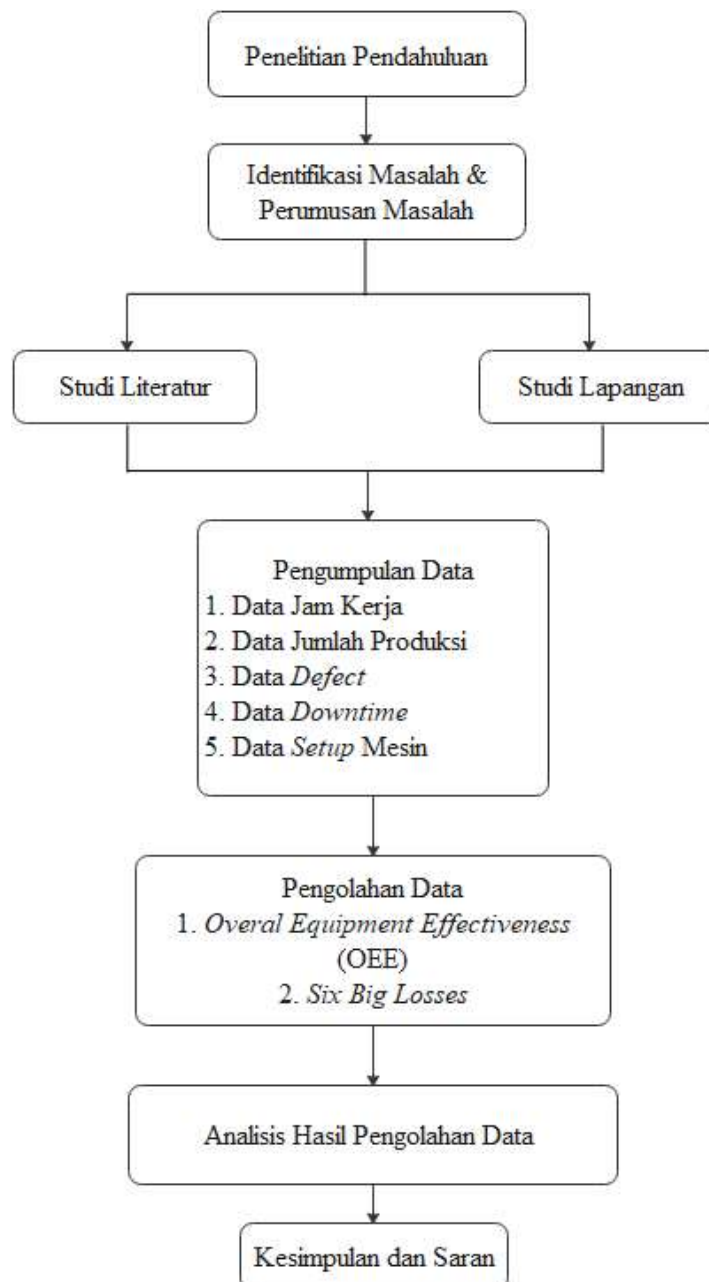 Penelitian Pendahuluan
Identifikasi Masalah &
Perumusan Masalah
Studi Literatur
Studi Lapangan
Pengumpulan Data
1. Data Jam Kerja
2. Data Jumlah Produksi
3. Data Defect
4. Data Downtime
5. Data Setup Mesin
Pengolahan Data
1. Overal Equipment Effectiveness
(OEE)
2. Six Big Losses
Analisis Hasil Pengolahan Data
Kesimpulan dan Saran